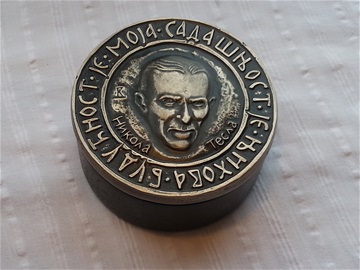 САДАШЊОСТ · ЈЕ · ЊИХОВА · БУДУЋНОСТ · ЈЕ · МОЈА ·
Никола Тесла